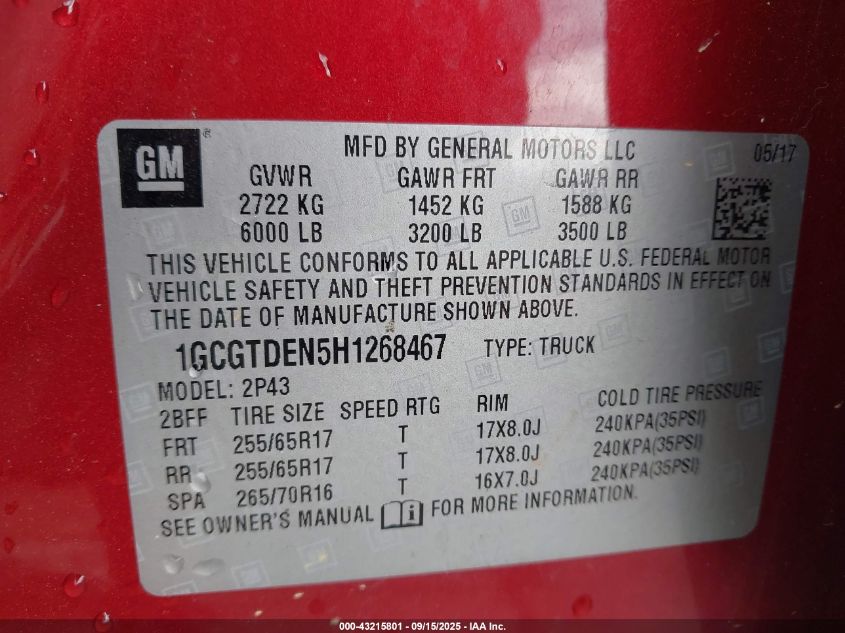 GM ®
MFD BY GENERAL MOTORS LLC 05/17
GVWR GAWR FRT GAWR RR
2722 KG 1452 KG 1588 KG
6000 LB 3200 LB 3500 LB
THIS VEHICLE CONFORMS TO ALL APPLICABLE U.S. FEDERAL MOTOR
VEHICLE SAFETY AND THEFT PREVENTION STANDARDS IN EFFECT ON
THE DATE OF MANUFACTURE SHOWN ABOVE.
1GCGTDEN5H1268467 TYPE: TRUCK
MODEL: 2P43
2BFF TIRE SIZE SPEED RTG RIM COLD TIRE PRESSURE
FRT 255/65R17 T 17X8.0J 240KPA(35PSI)
RR 255/65R17 T 17X8.0J 240KPA(35PSI)
SPA 265/70R16 T 16X7.0J 240KPA(35PSI)
SEE OWNER'S MANUAL i FOR MORE INFORMATION.
000-43215801 - 09/15/2025 - IAA Inc.